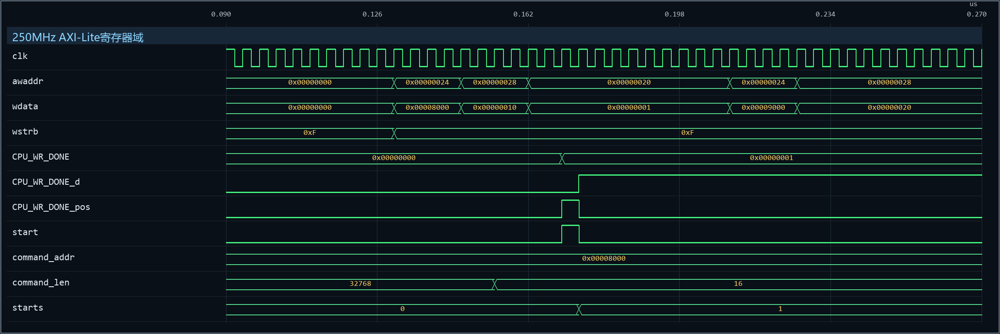 us
0.090 0.126 0.162 0.198 0.234 0.270
250MHz AXI-Lite寄存器域
clk
awaddr 0x00000000 0x00000024 0x00000028 0x00000020 0x00000024 0x00000028
wdata 0x00000000 0x00008000 0x00000010 0x00000001 0x00009000 0x00000020
wstrb 0xF 0xF
CPU_WR_DONE 0x00000000 0x00000001
CPU_WR_DONE_d
CPU_WR_DONE_pos
start
command_addr 0x00008000
command_len 32768 16
starts 0 1